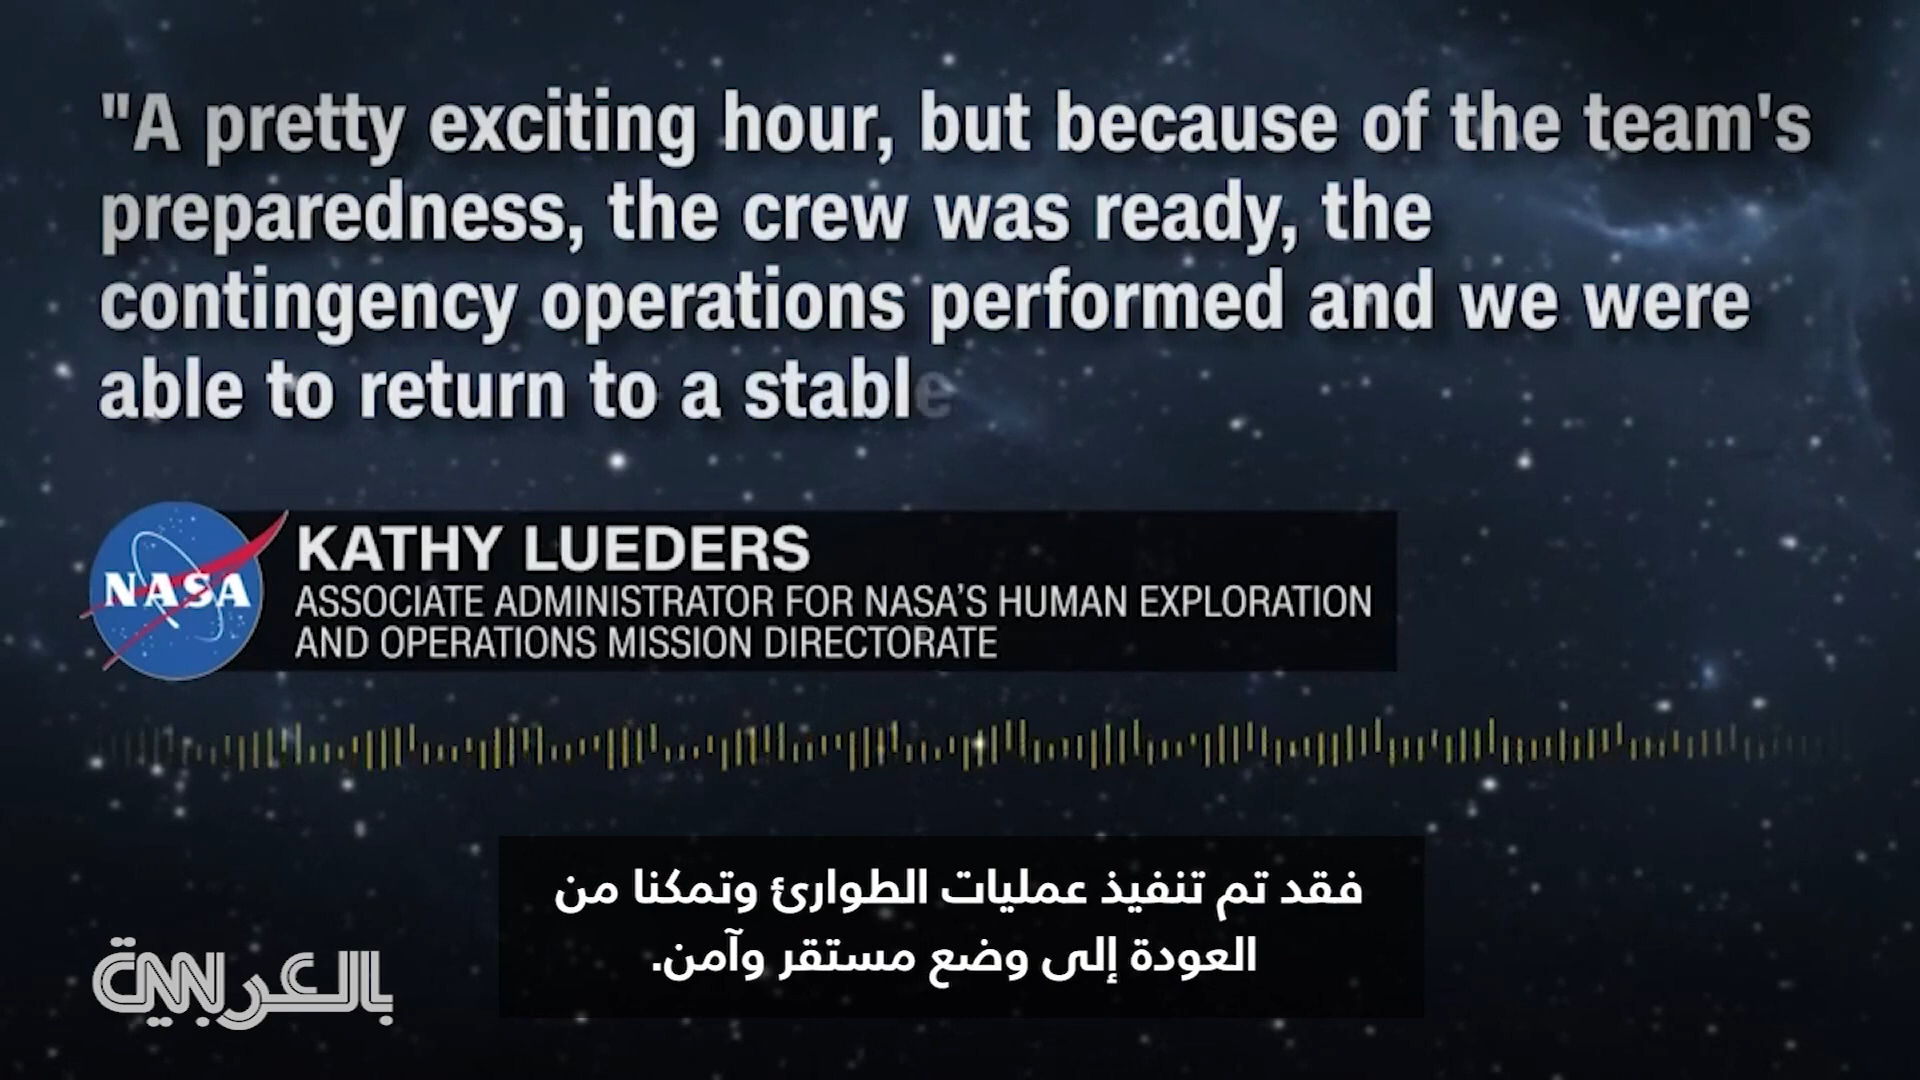 "A pretty exciting hour, but because of the team's
preparedness, the crew was ready, the
contingency operations performed and we were
able to return to a stable
NASA
KATHY LUEDERS
ASSOCIATE ADMINISTRATOR FOR NASA'S HUMAN EXPLORATION
AND OPERATIONS MISSION DIRECTORATE
فقد تم تنفيذ عمليات الطوارئ وتمكنا من
العودة إلى وضع مستقر وآمن.
CNN بالعربية